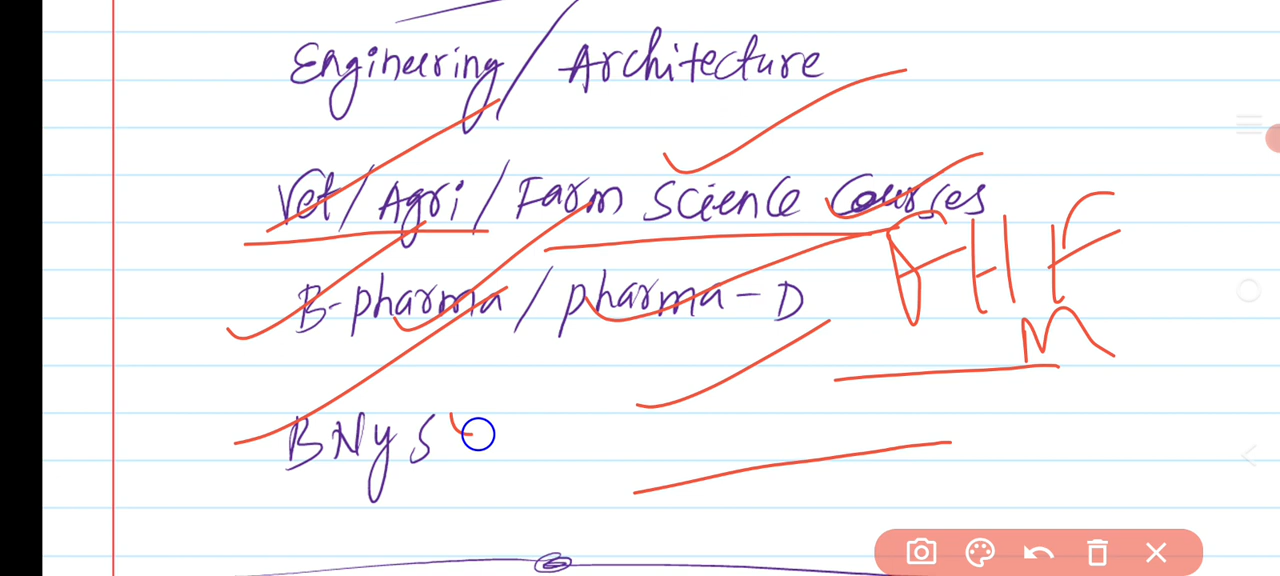 Engineering / Architecture
Vet / Agri / Farm Science Courses
B-pharma / pharma-D
BNYS